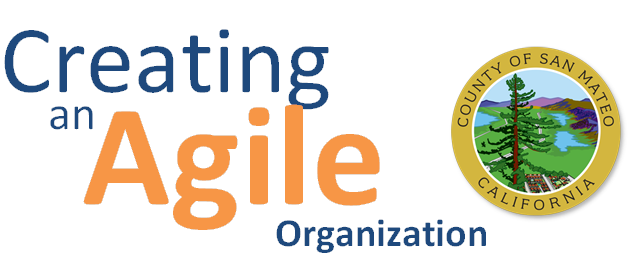 Creating
an
Agile
Organization
COUNTY OF SAN MATEO
CALIFORNIA